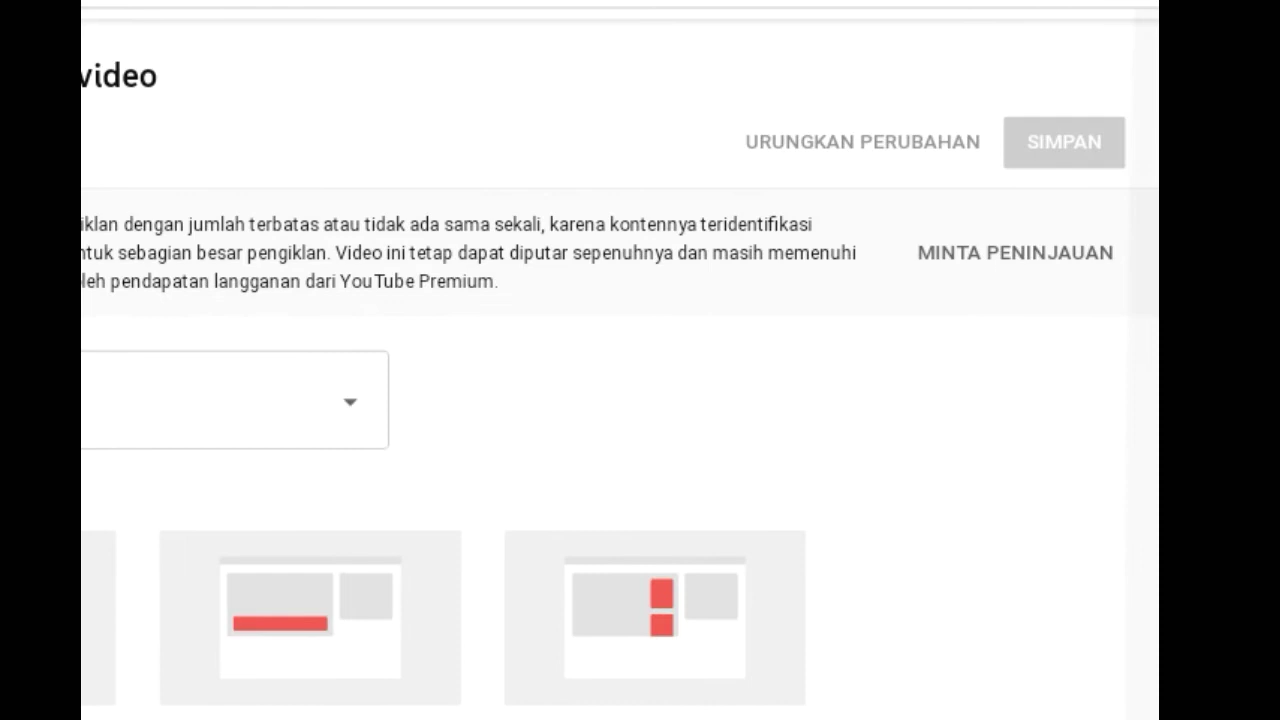 video
URUNGKAN PERUBAHAN SIMPAN
iklan dengan jumlah terbatas atau tidak ada sama sekali, karena kontennya teridentifikasi
ntuk sebagian besar pengiklan. Video ini tetap dapat diputar sepenuhnya dan masih memenuhi
MINTA PENINJAUAN
leh pendapatan langganan dari YouTube Premium.